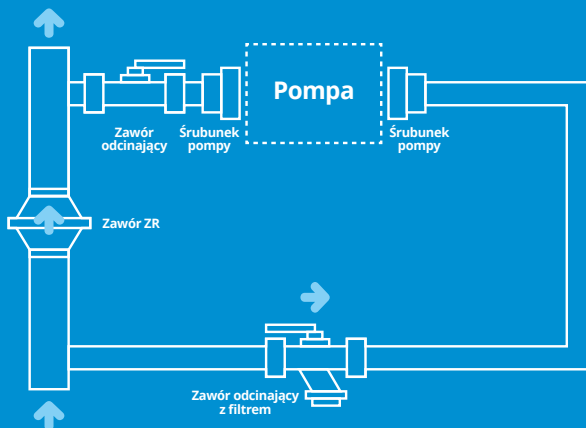 Pompa
Zawór
odcinający
Śrubunek
pompy
Śrubunek
pompy
Zawór ZR
Zawór odcinający
z filtrem